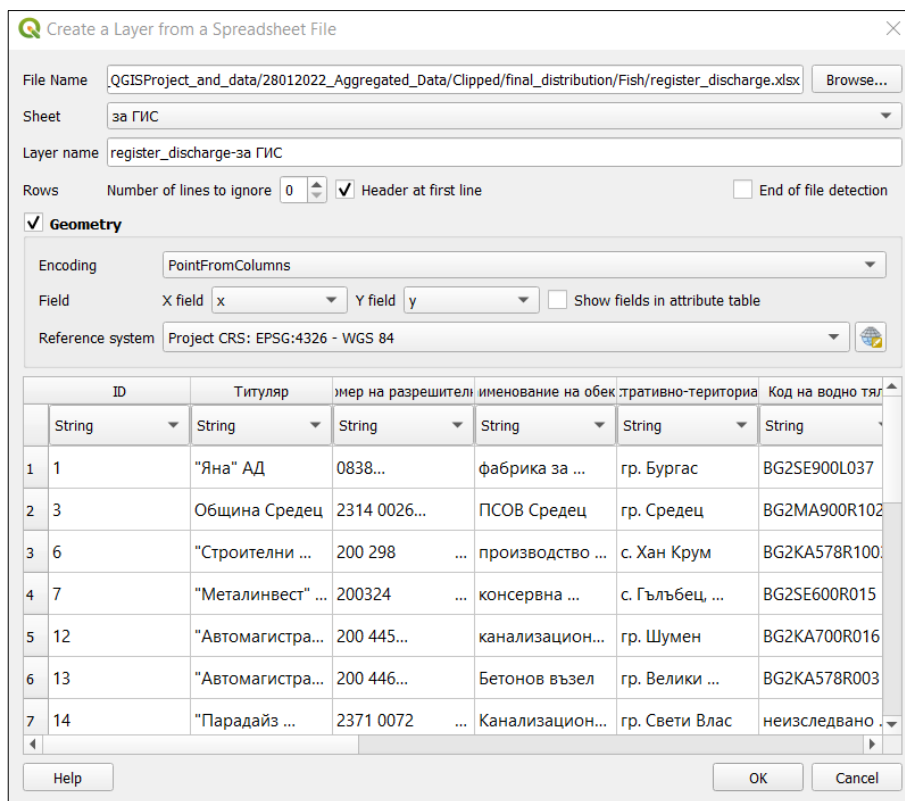 Create a Layer from a Spreadsheet File
File Name _QGISProject_and_data/28012022_Aggregated_Data/Clipped/final_distribution/Fish/register_discharge.xlsx Browse...
Sheet за ГИС
Layer name register_discharge-за ГИС
Rows Number of lines to ignore 0 Header at first line End of file detection
Geometry
Encoding PointFromColumns
Field X field x Y field y Show fields in attribute table
Reference system Project CRS: EPSG:4326 - WGS 84
ID Титуляр омер на разрешителн именование на обек стративно-териториа Код на водно тял
String String String String String String
1 1 "Яна" АД 0838... фабрика за ... гр. Бургас BG2SE900L037
2 3 Община Средец 2314 0026... ПСОВ Средец гр. Средец BG2MA900R102
3 6 "Строителни ... 200 298 ... производство ... с. Хан Крум BG2KA578R100
4 7 "Металинвест" ... 200324 ... консервна ... с. Гълъбец, ... BG2SE600R015
5 12 "Автомагистра... 200 445... канализацион... гр. Шумен BG2KA700R016
6 13 "Автомагистра... 200 446... Бетонов възел гр. Велики ... BG2KA578R003
7 14 "Парадайз ... 2371 0072 ... Канализацион... гр. Свети Влас неизследвано .
Help OK Cancel